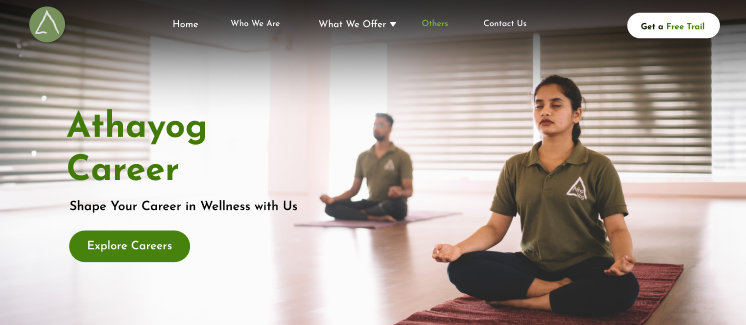 Home
Who We Are
What We Offer
Others
Contact Us
Get a Free Trail
Athayog
Career
Shape Your Career in Wellness with Us
Explore Careers